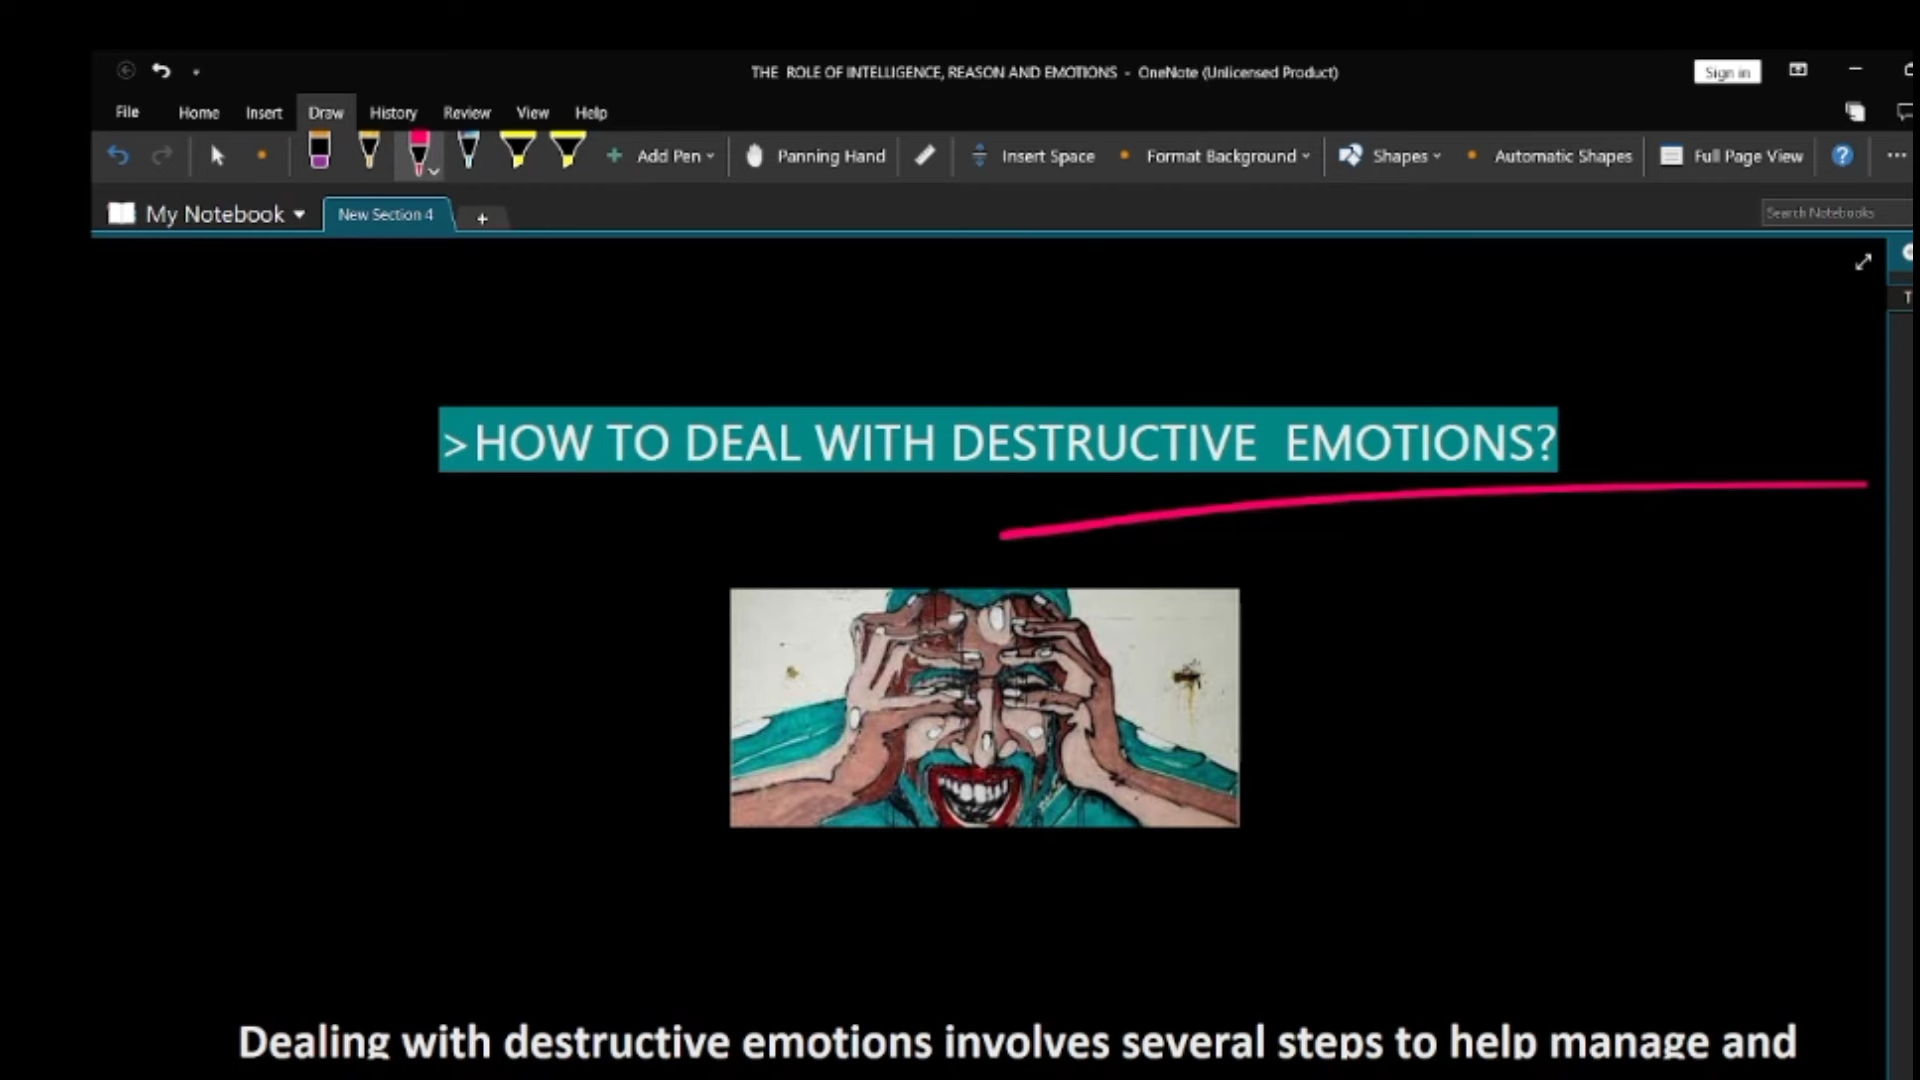 THE  ROLE OF INTELLIGENCE, REASON AND EMOTIONS  -  OneNote (Unlicensed Product)
Sign in
File Home Insert Draw History Review View Help
Add Pen Panning Hand Insert Space Format Background Shapes Automatic Shapes Full Page View
My Notebook New Section 4 + Search Notebooks
T
>HOW TO DEAL WITH DESTRUCTIVE  EMOTIONS?
Dealing with destructive emotions involves several steps to help manage and